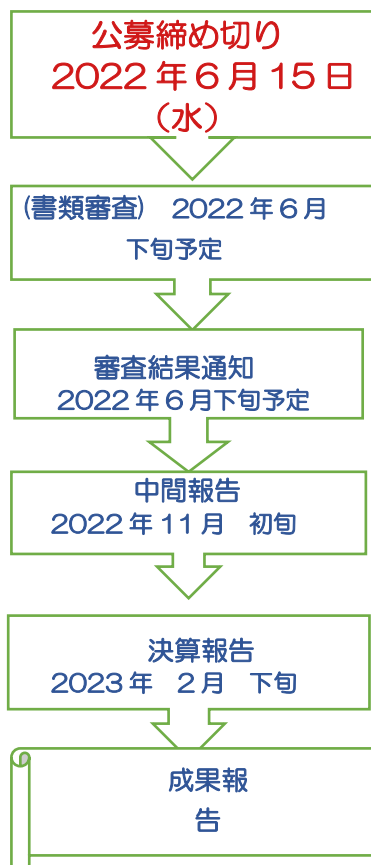 公募締め切り
2022年6月15日
（水）
(書類審査)　2022年6月
下旬予定
審査結果通知
2022年6月下旬予定
中間報告
2022年11月　初旬
決算報告
2023年　2月　下旬
成果報
告